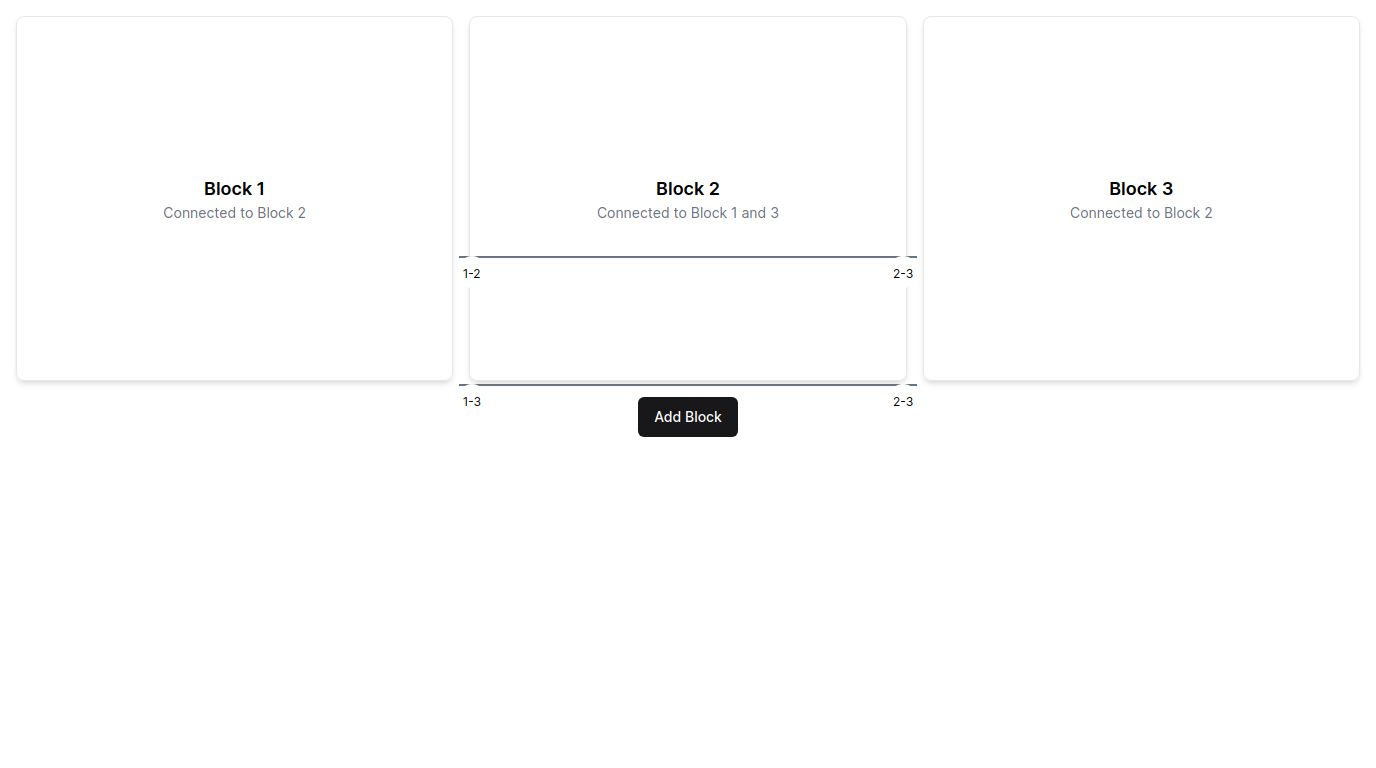 Block 1
Connected to Block 2
Block 2
Connected to Block 1 and 3
Block 3
Connected to Block 2
1-2
2-3
1-3
2-3
Add Block